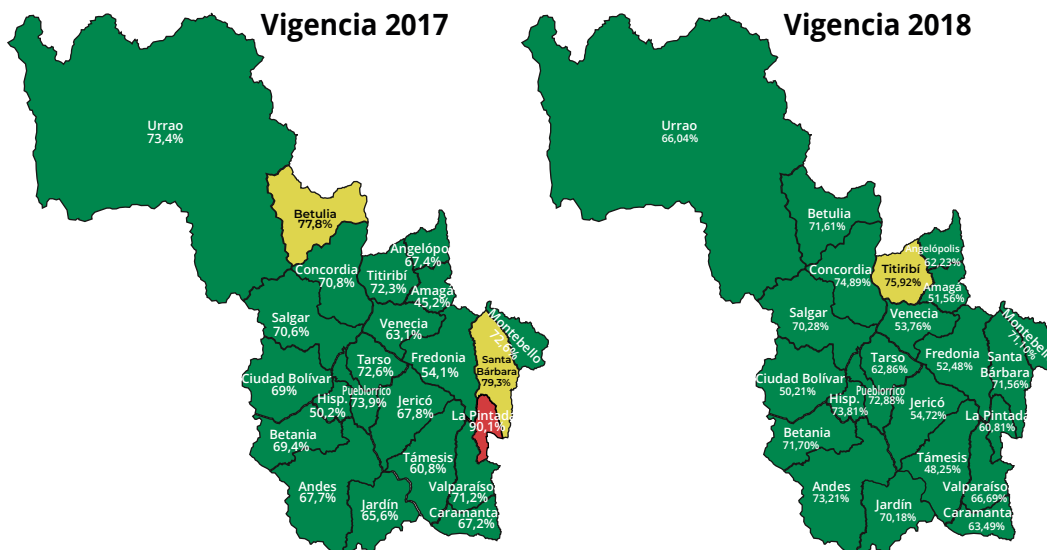 Vigencia 2017
Urrao
73,4%
Betulia
77,8%
Angelópo
67,4%
Concordia
70,8%
Titiribí
72,3%
Amagá
45,2%
Salgar
70,6%
Venecia
63,1%
Montebello
72,6%
Tarso
72,6%
Fredonia
54,1%
Santa
Bárbara
79,3%
Ciudad Bolívar
69%
Hisp.
50,2%
Pueblorrico
73,9%
Jericó
67,8%
La Pintada
90,1%
Betania
69,4%
Támesis
60,8%
Andes
67,7%
Jardín
65,6%
Valparaíso
71,2%
Caramanta
67,2%
Vigencia 2018
Urrao
66,04%
Betulia
71,61%
Angelópolis
62,23%
Concordia
74,89%
Titiribí
75,92%
Amagá
51,56%
Salgar
70,28%
Venecia
53,76%
Montebello
71,10%
Tarso
62,86%
Fredonia
52,48%
Santa
Bárbara
71,56%
Ciudad Bolívar
50,21%
Hisp.
73,81%
Pueblorrico
72,88%
Jericó
54,72%
La Pintada
60,81%
Betania
71,70%
Támesis
48,25%
Andes
73,21%
Jardín
70,18%
Valparaíso
66,69%
Caramanta
63,49%